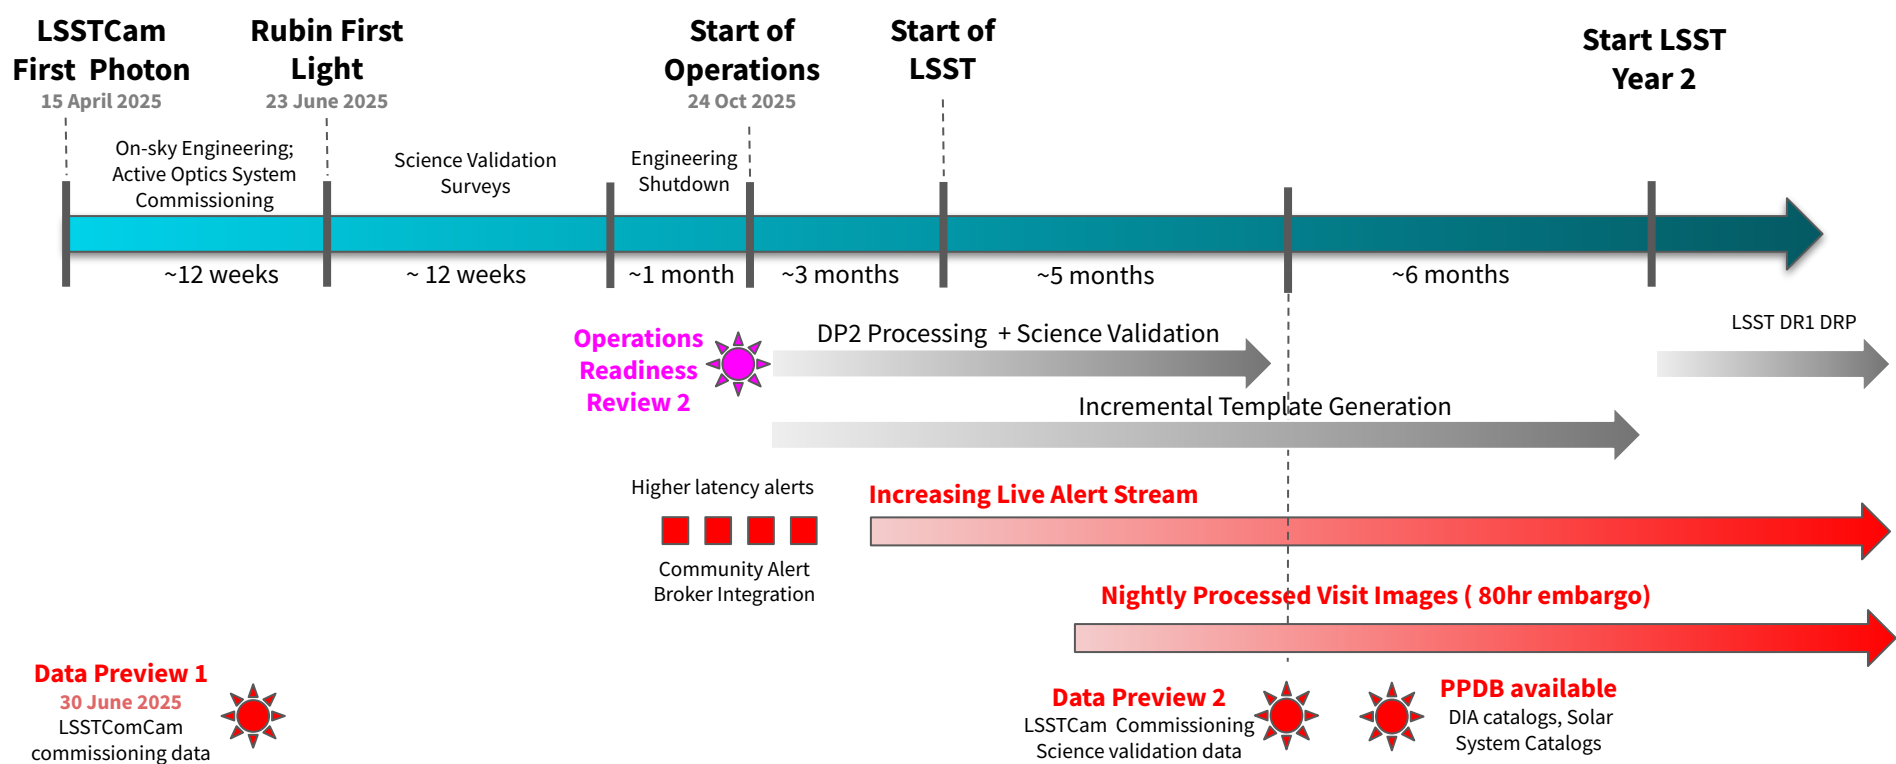 LSSTCam
First Photon
15 April 2025
Rubin First
Light
23 June 2025
Start of
Operations
24 Oct 2025
Start of
LSST
Start LSST
Year 2
On-sky Engineering;
Active Optics System
Commissioning
Science Validation
Surveys
Engineering
Shutdown
~12 weeks
~ 12 weeks
~1 month
~3 months
~5 months
~6 months
Operations
Readiness
Review 2
DP2 Processing + Science Validation
LSST DR1 DRP
Incremental Template Generation
Higher latency alerts
Community Alert
Broker Integration
Increasing Live Alert Stream
Nightly Processed Visit Images ( 80hr embargo)
Data Preview 1
30 June 2025
LSSTComCam
commissioning data
Data Preview 2
LSSTCam Commissioning
Science validation data
PPDB available
DIA catalogs, Solar
System Catalogs